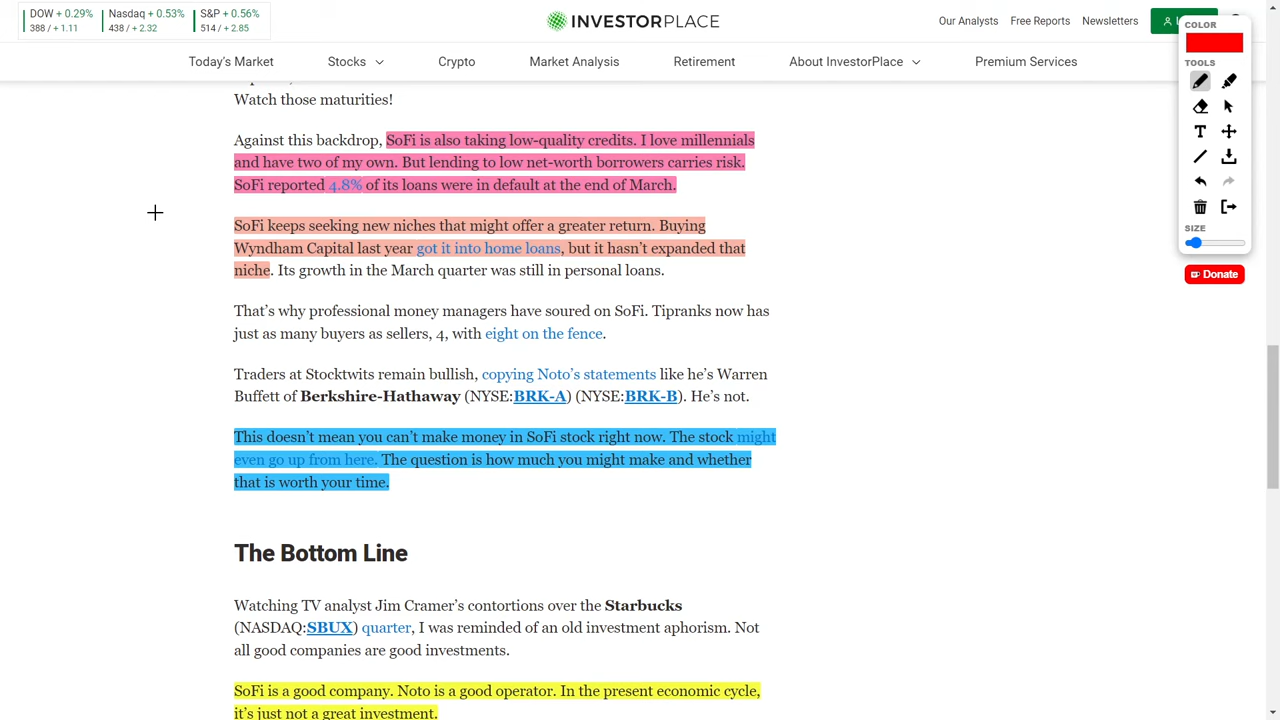 DOW + 0.29% Nasdaq + 0.53% S&P + 0.56%
388 / + 1.11 438 / + 2.32 514 / + 2.85
INVESTORPLACE
Our Analysts Free Reports Newsletters
COLOR
Today's Market Stocks Crypto Market Analysis Retirement About InvestorPlace Premium Services
TOOLS
T
SIZE
Donate
Watch those maturities!
Against this backdrop, SoFi is also taking low-quality credits. I love millennials
and have two of my own. But lending to low net-worth borrowers carries risk.
SoFi reported 4.8% of its loans were in default at the end of March.
SoFi keeps seeking new niches that might offer a greater return. Buying
Wyndham Capital last year got it into home loans, but it hasn't expanded that
niche. Its growth in the March quarter was still in personal loans.
That's why professional money managers have soured on SoFi. Tipranks now has
just as many buyers as sellers, 4, with eight on the fence.
Traders at Stocktwits remain bullish, copying Noto's statements like he's Warren
Buffett of Berkshire-Hathaway (NYSE:BRK-A) (NYSE:BRK-B). He's not.
This doesn't mean you can't make money in SoFi stock right now. The stock might
even go up from here. The question is how much you might make and whether
that is worth your time.
The Bottom Line
Watching TV analyst Jim Cramer's contortions over the Starbucks
(NASDAQ:SBUX) quarter, I was reminded of an old investment aphorism. Not
all good companies are good investments.
SoFi is a good company. Noto is a good operator. In the present economic cycle,
it's just not a great investment.